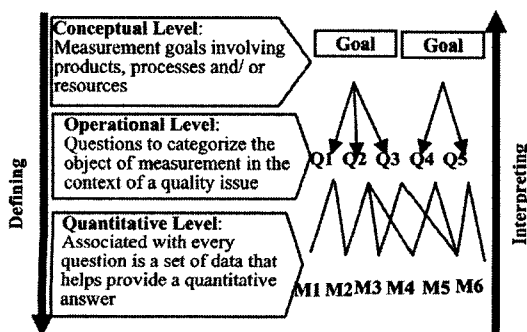 Conceptual Level:
Measurement goals involving
products, processes and/ or
resources
Goal
Goal
Operational Level:
Questions to categorize the
object of measurement in the
context of a quality issue
Q1 Q2 Q3 Q4 Q5
Quantitative Level:
Associated with every
question is a set of data that
helps provide a quantitative
answer
M1 M2 M3 M4 M5 M6
Defining
Interpreting